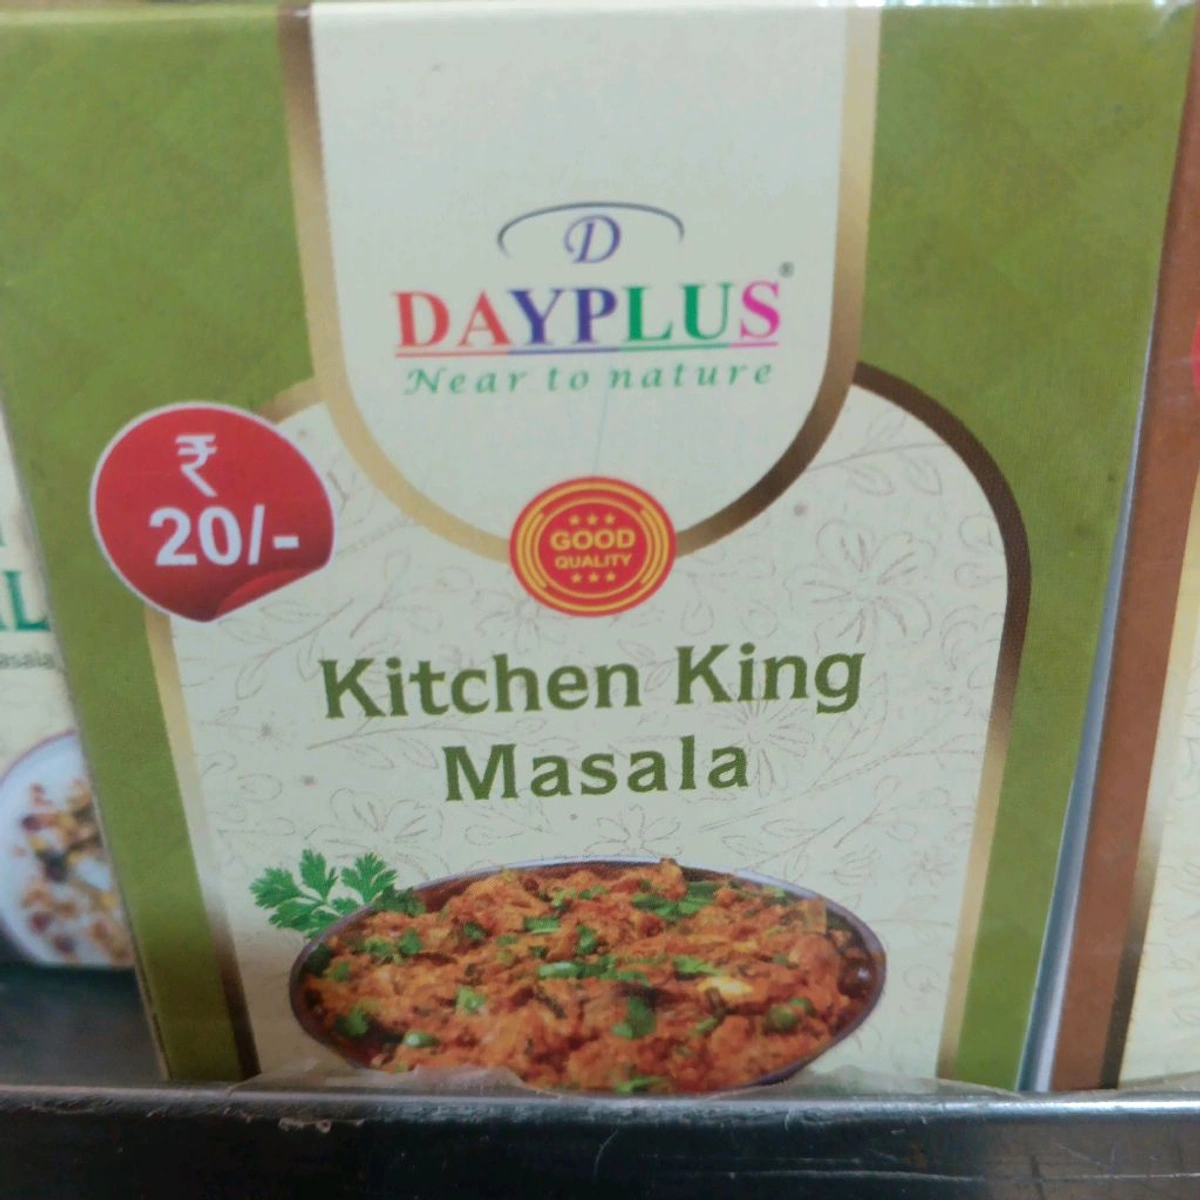 D
DAYPLUS®
Near to nature
₹
20/-
GOOD
QUALITY
Kitchen King
Masala